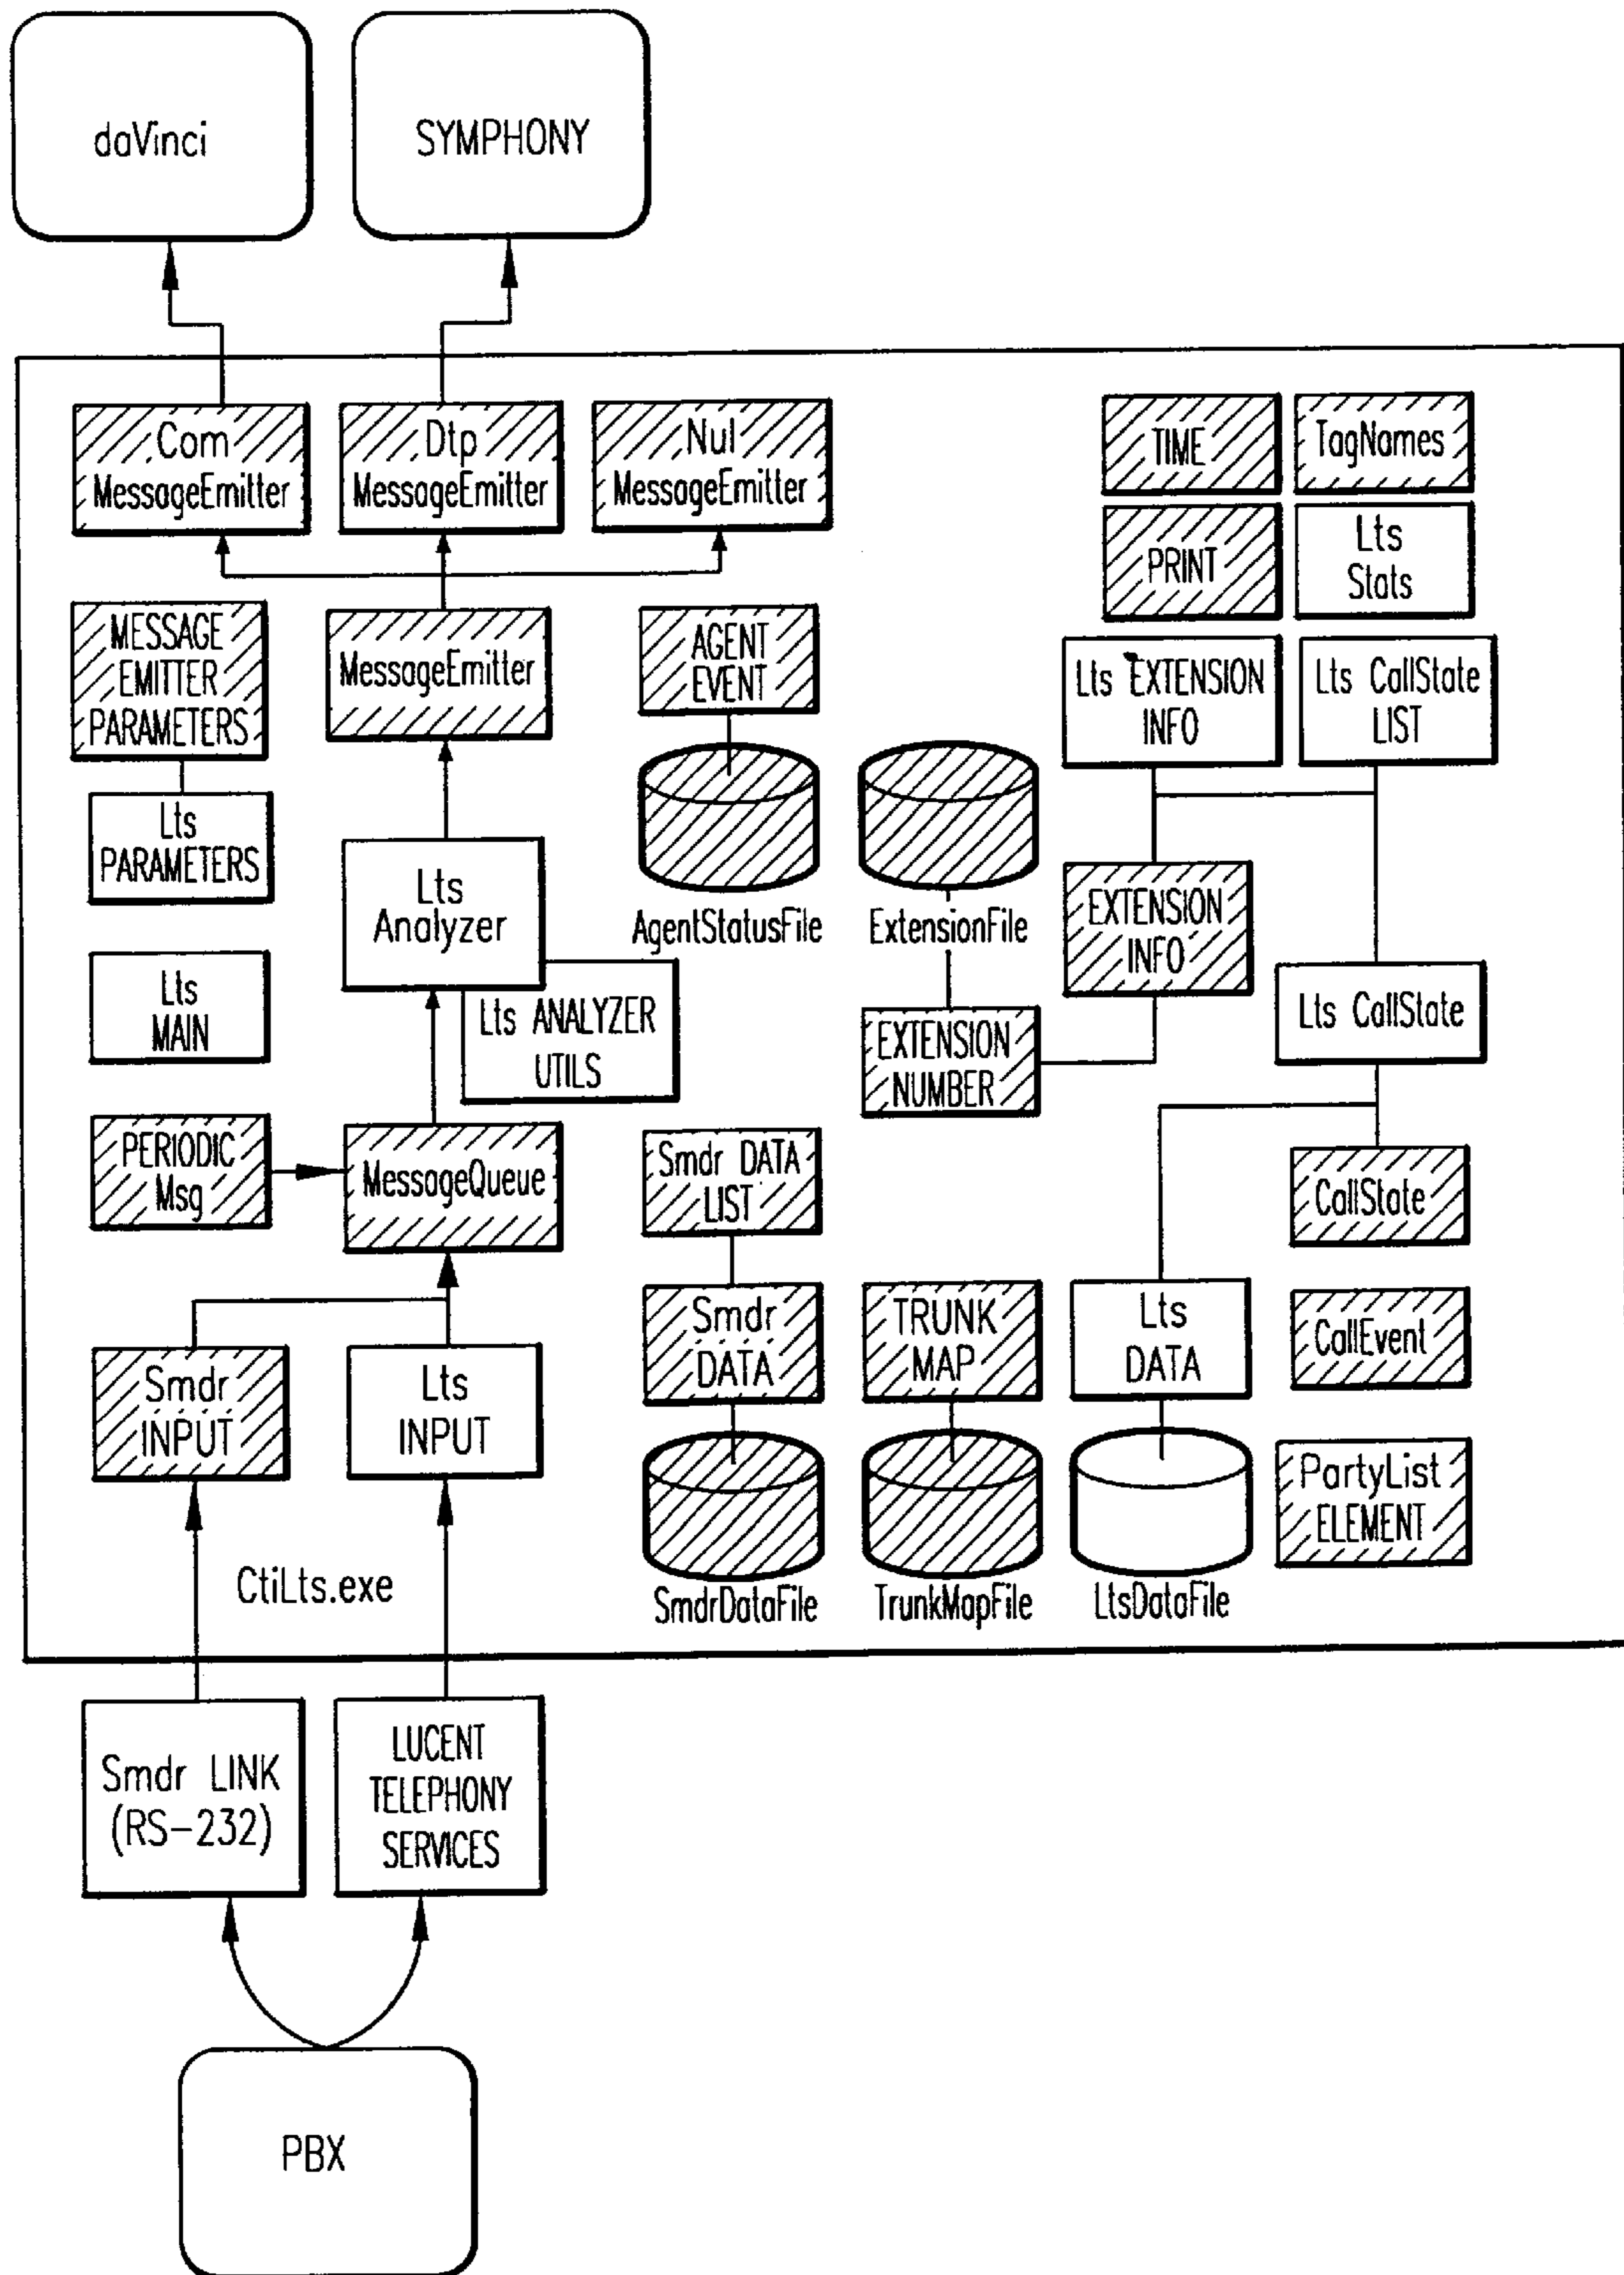 daVinci
SYMPHONY
Com
MessageEmitter
Dtp
MessageEmitter
Nul
MessageEmitter
TIME
TagNames
PRINT
Lts
Stats
MESSAGE
EMITTER
PARAMETERS
MessageEmitter
AGENT
EVENT
Lts EXTENSION
INFO
Lts CallState
LIST
Lts
PARAMETERS
Lts
Analyzer
AgentStatusFile
ExtensionFile
EXTENSION
INFO
Lts
MAIN
Lts ANALYZER
UTILS
EXTENSION
NUMBER
Lts CallState
PERIODIC
Msg
MessageQueue
Smdr DATA
LIST
CallState
Smdr
INPUT
Lts
INPUT
Smdr
DATA
TRUNK
MAP
Lts
DATA
CallEvent
PartyList
ELEMENT
CtiLts.exe
SmdrDataFile
TrunkMapFile
LtsDataFile
Smdr LINK
(RS-232)
LUCENT
TELEPHONY
SERVICES
PBX